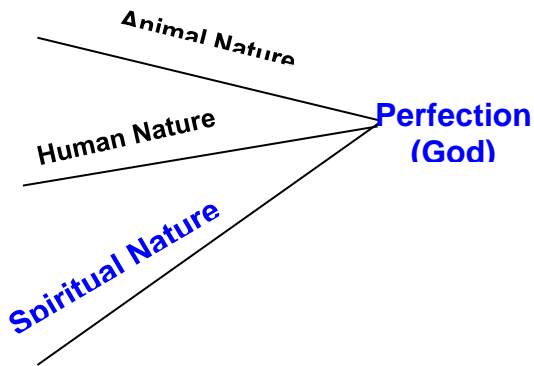 Animal Nature
Human Nature
Perfection
(God)
Spiritual Nature